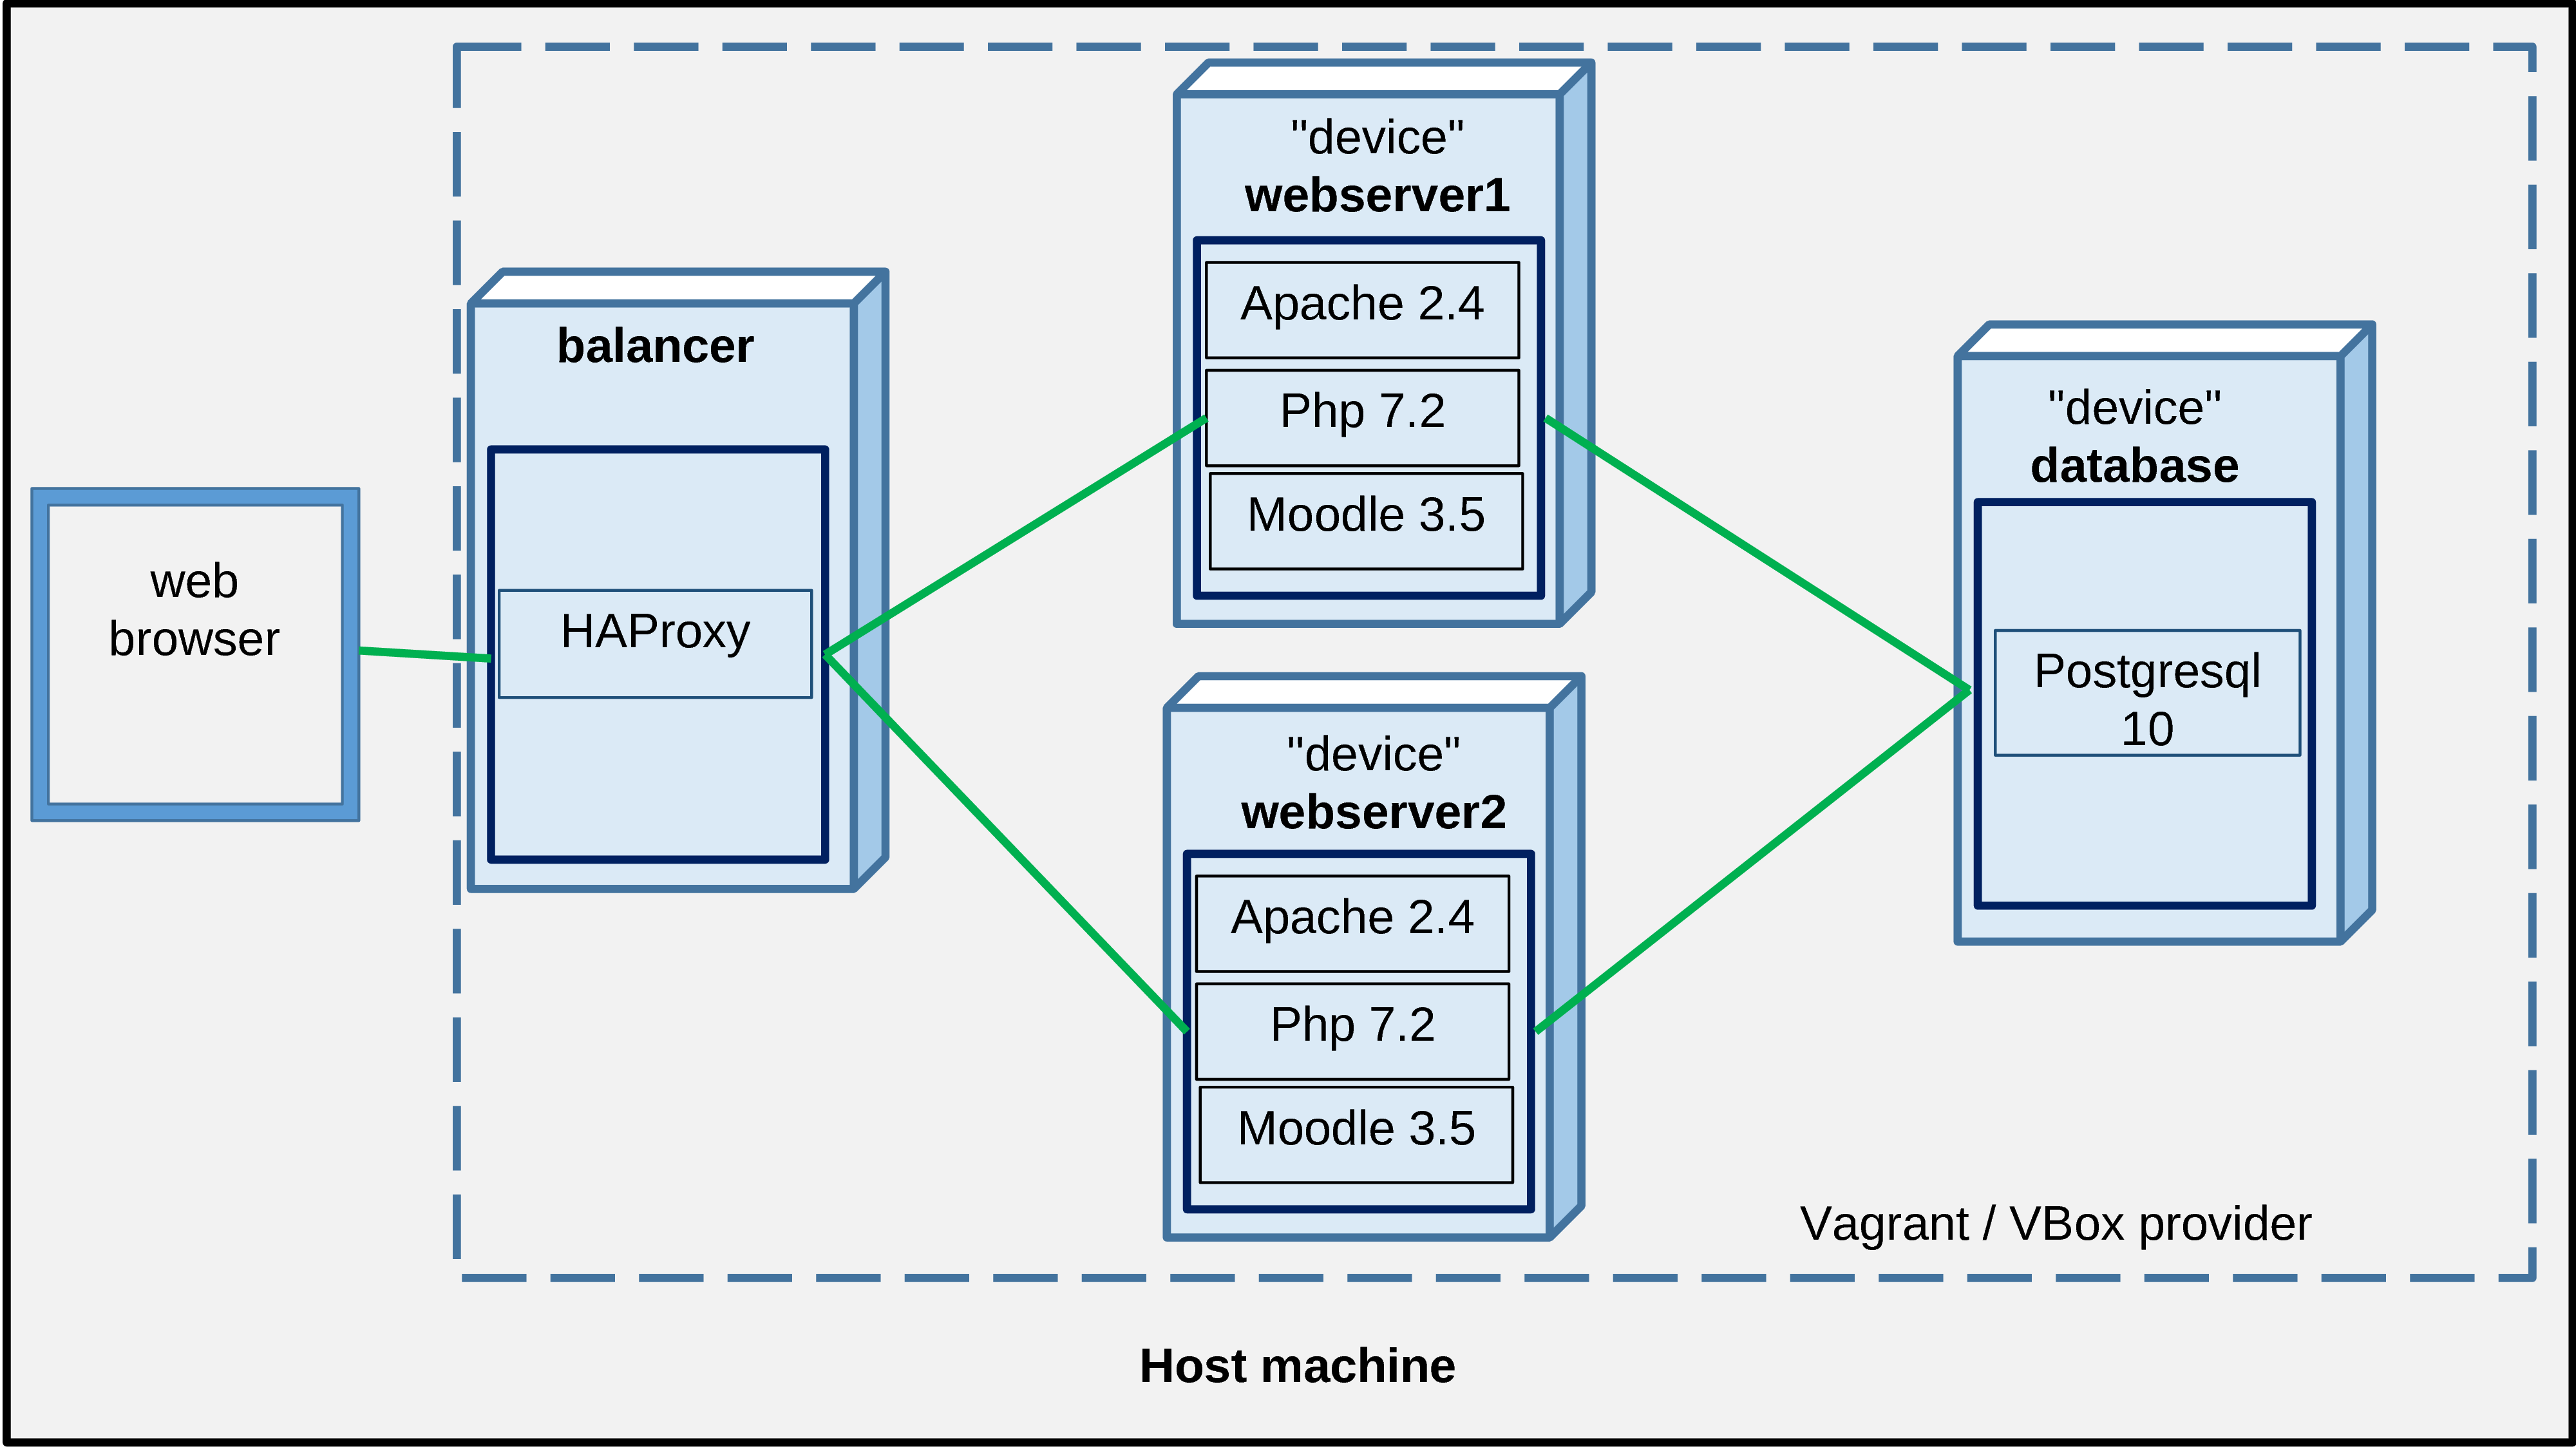 web
browser
balancer
HAProxy
"device"
webserver1
Apache 2.4
Php 7.2
Moodle 3.5
"device"
webserver2
Apache 2.4
Php 7.2
Moodle 3.5
"device"
database
Postgresql
10
Vagrant / VBox provider
Host machine